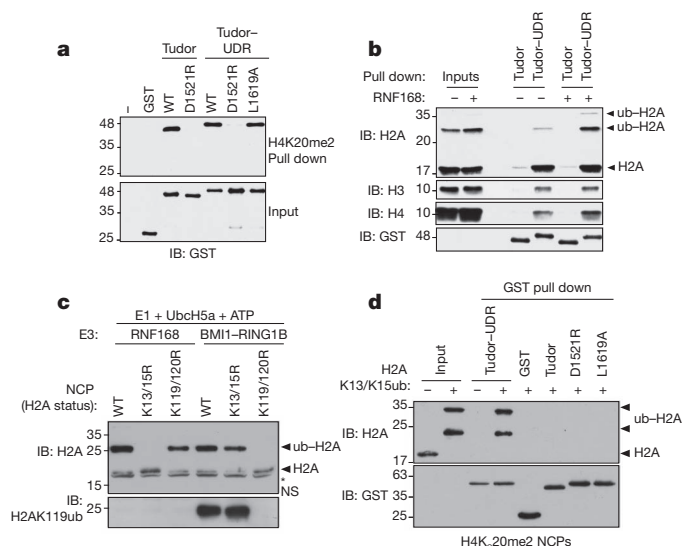 a
Tudor
Tudor–
UDR
–
GST
WT
D1521R
WT
D1521R
L1619A
48
35
25
H4K20me2
Pull down
48
35
25
Input
IB: GST
b
Pull down:
Inputs
Tudor
Tudor–UDR
Tudor
Tudor–UDR
RNF168:
– + – – + +
35
25
17
IB: H2A
ub–H2A
ub–H2A
H2A
IB: H3
10
IB: H4
10
IB: GST
48
c
E1 + UbcH5a + ATP
E3:
RNF168
BMI1–RING1B
NCP
(H2A status):
WT
K13/15R
K119/120R
WT
K13/15R
K119/120R
35
25
15
IB: H2A
ub–H2A
H2A
*
NS
IB:
H2AK119ub
25
d
GST pull down
H2A
K13/K15ub:
Input
Tudor–UDR
GST
Tudor
D1521R
L1619A
– + – + + + + +
35
25
17
IB: H2A
ub–H2A
H2A
63
48
35
25
IB: GST
H4Kc20me2 NCPs